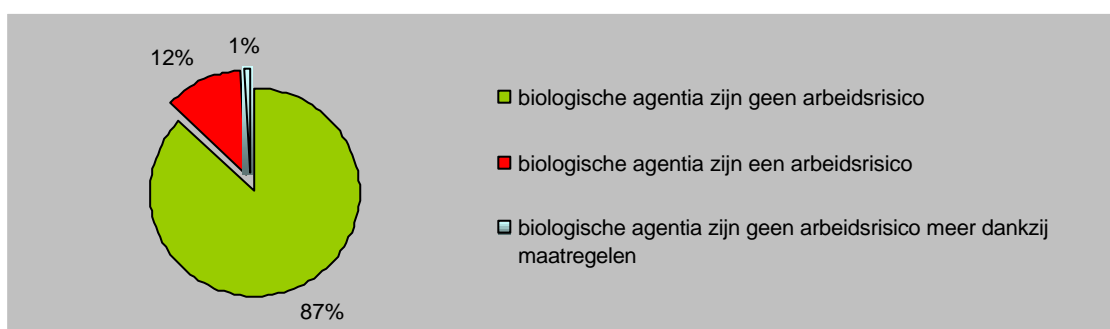 1%
12%
biologische agentia zijn geen arbeidsrisico
biologische agentia zijn een arbeidsrisico
biologische agentia zijn geen arbeidsrisico meer dankzij
maatregelen
87%